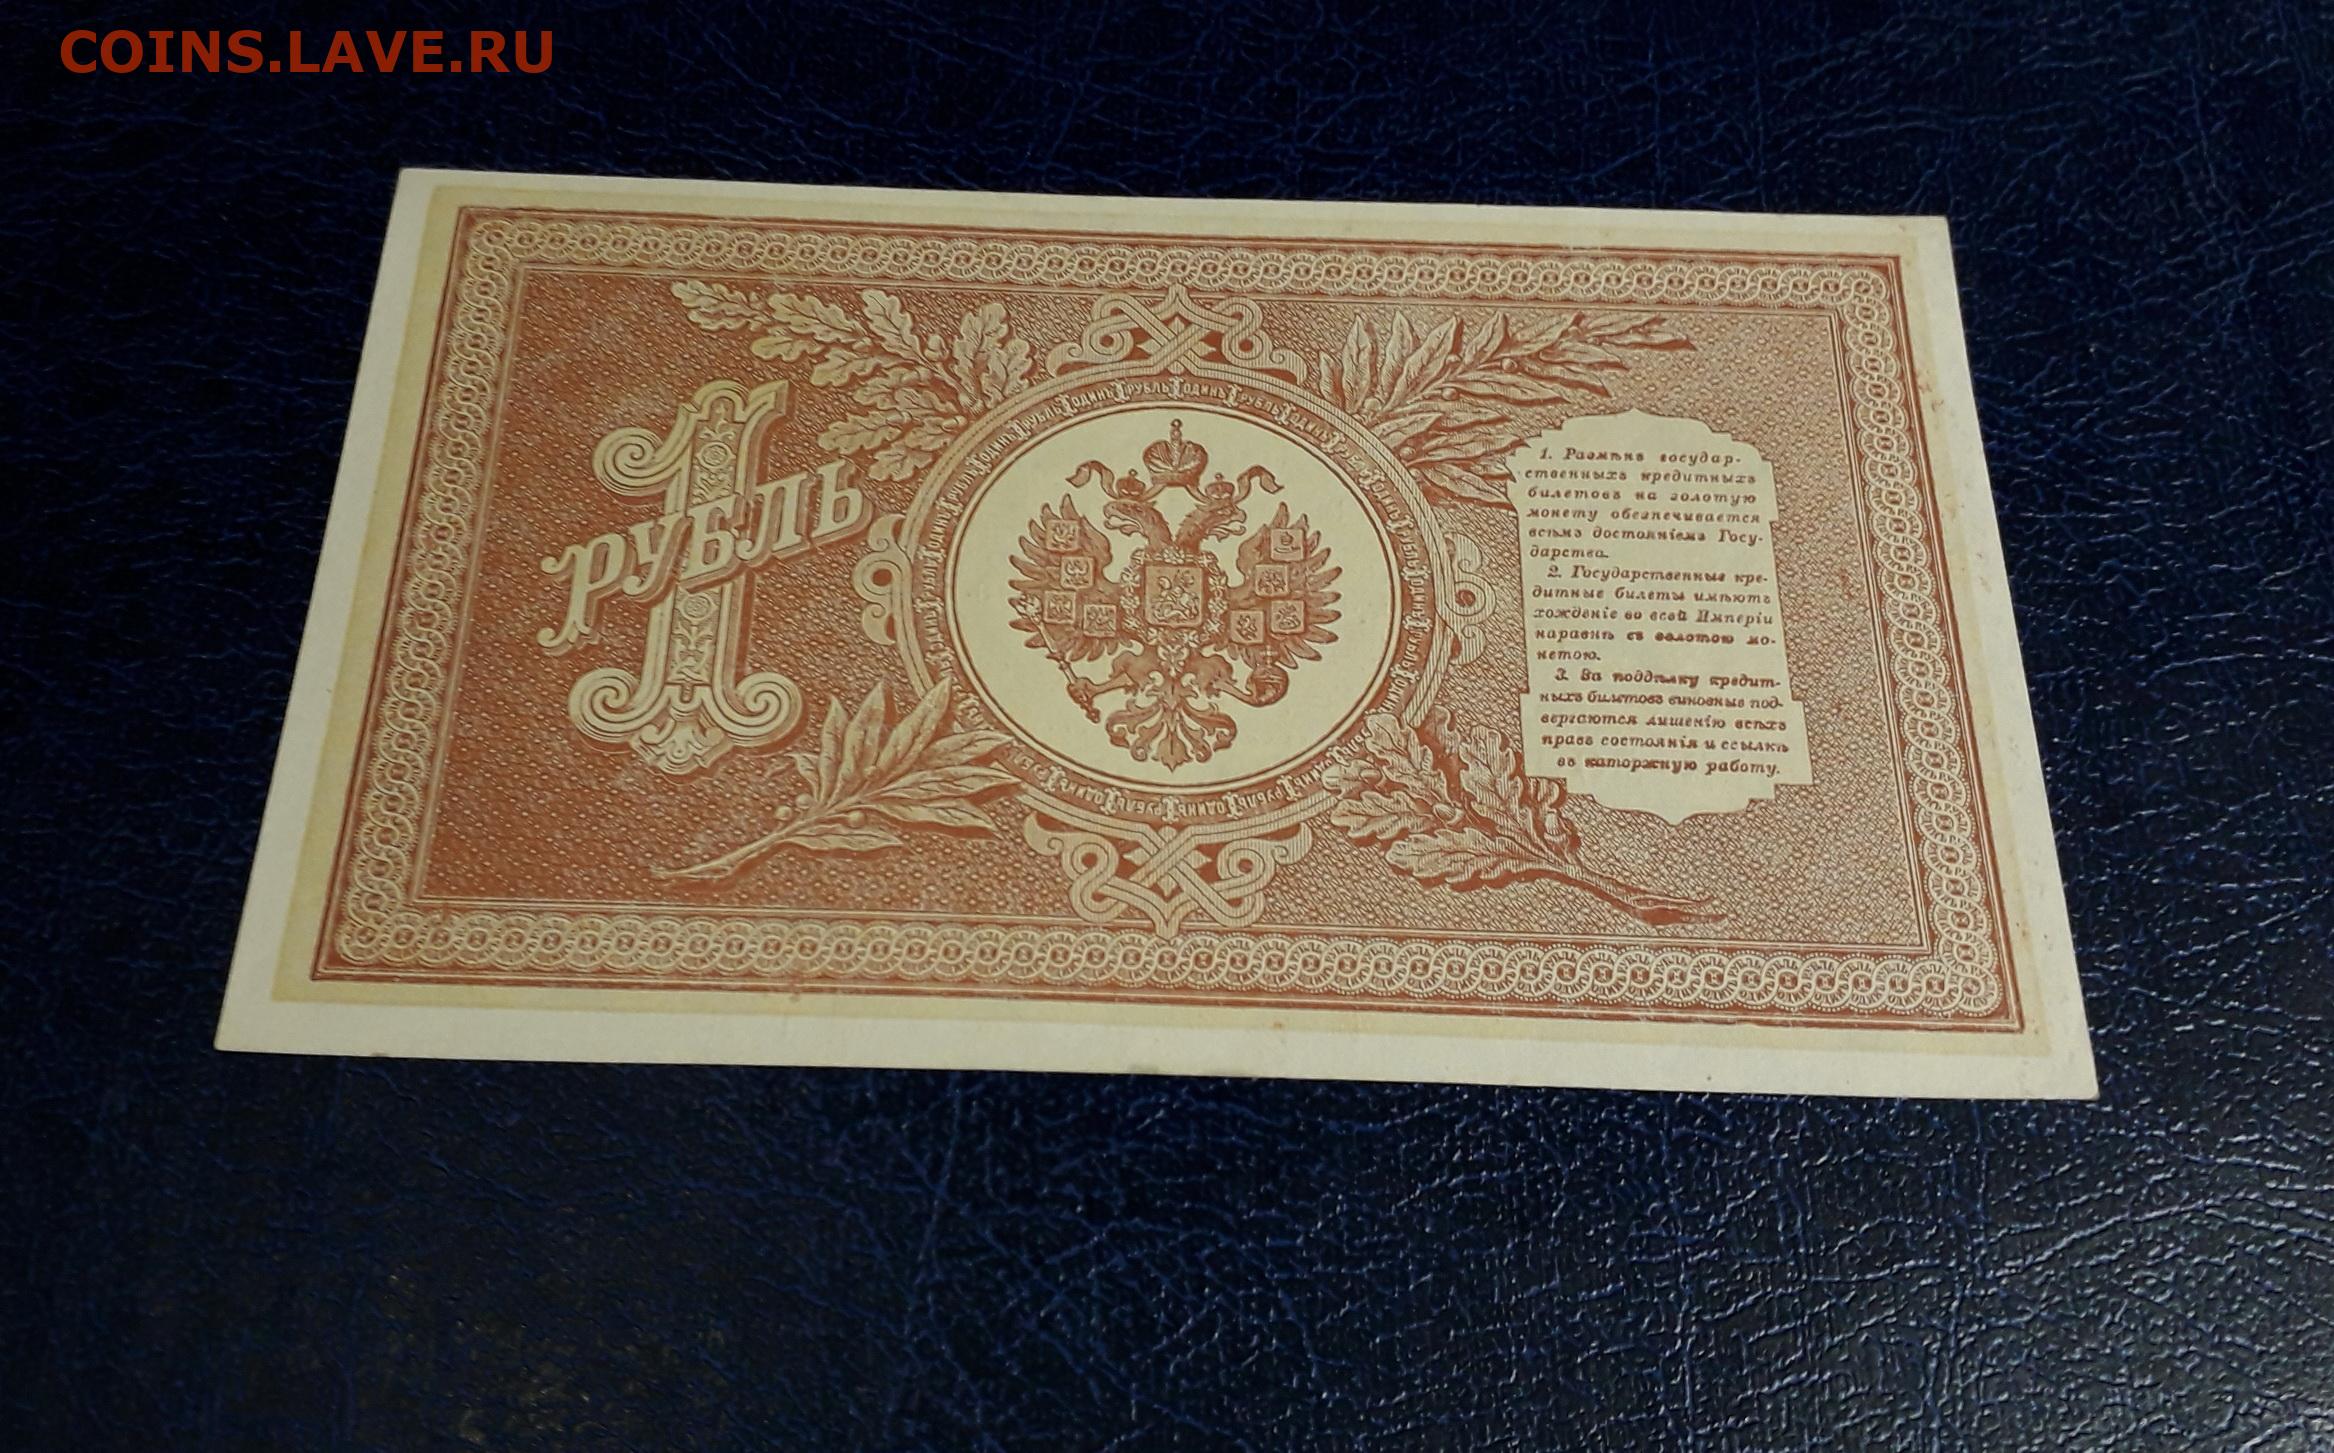 COINS.LAVE.RU
1
РУБЛЬ
1. Размѣнъ государ-
ственныхъ кредитныхъ
билетовъ на золотую
монету обезпечивается
всѣмъ достояніемъ Госу-
дарства.
2. Государственные кре-
дитные билеты имѣютъ
хожденіе во всей Имперіи
наравнѣ съ золотою мо-
нетою.
3. За поддѣлку кредит-
ныхъ билетовъ виновные под-
вергаются лишенію всѣхъ
правъ состоянія и ссылкѣ
въ каторжную работу.